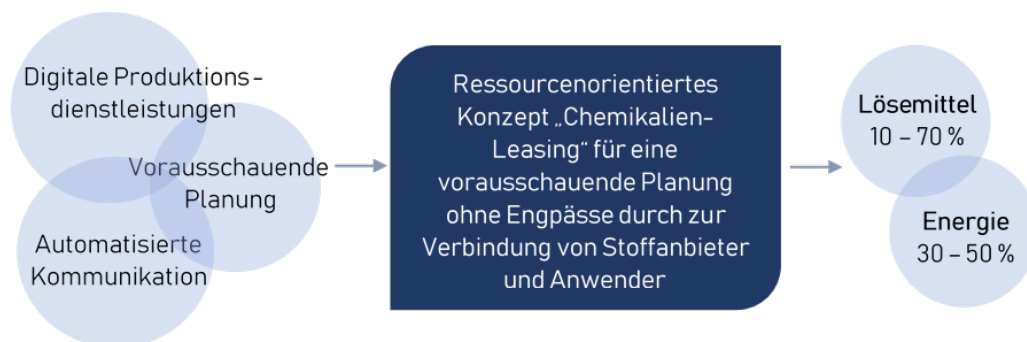 Digitale Produktions-
dienstleistungen
Vorausschauende
Planung
Automatisierte
Kommunikation
Ressourcenorientiertes
Konzept „Chemikalien-
Leasing“ für eine
vorausschauende Planung
ohne Engpässe durch zur
Verbindung von Stoffanbieter
und Anwender
Lösemittel
10 – 70 %
Energie
30 – 50 %